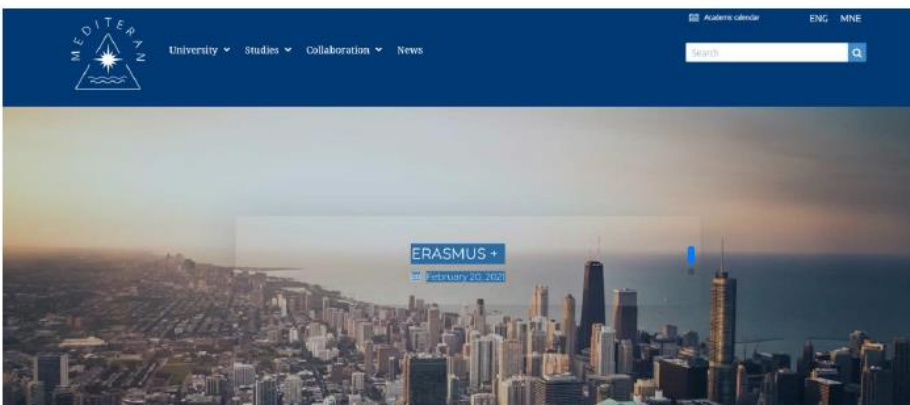 MEDITERAN
University Studies Collaboration News
Academic calendar
ENG MNE
Search
ERASMUS +
February 20, 2021